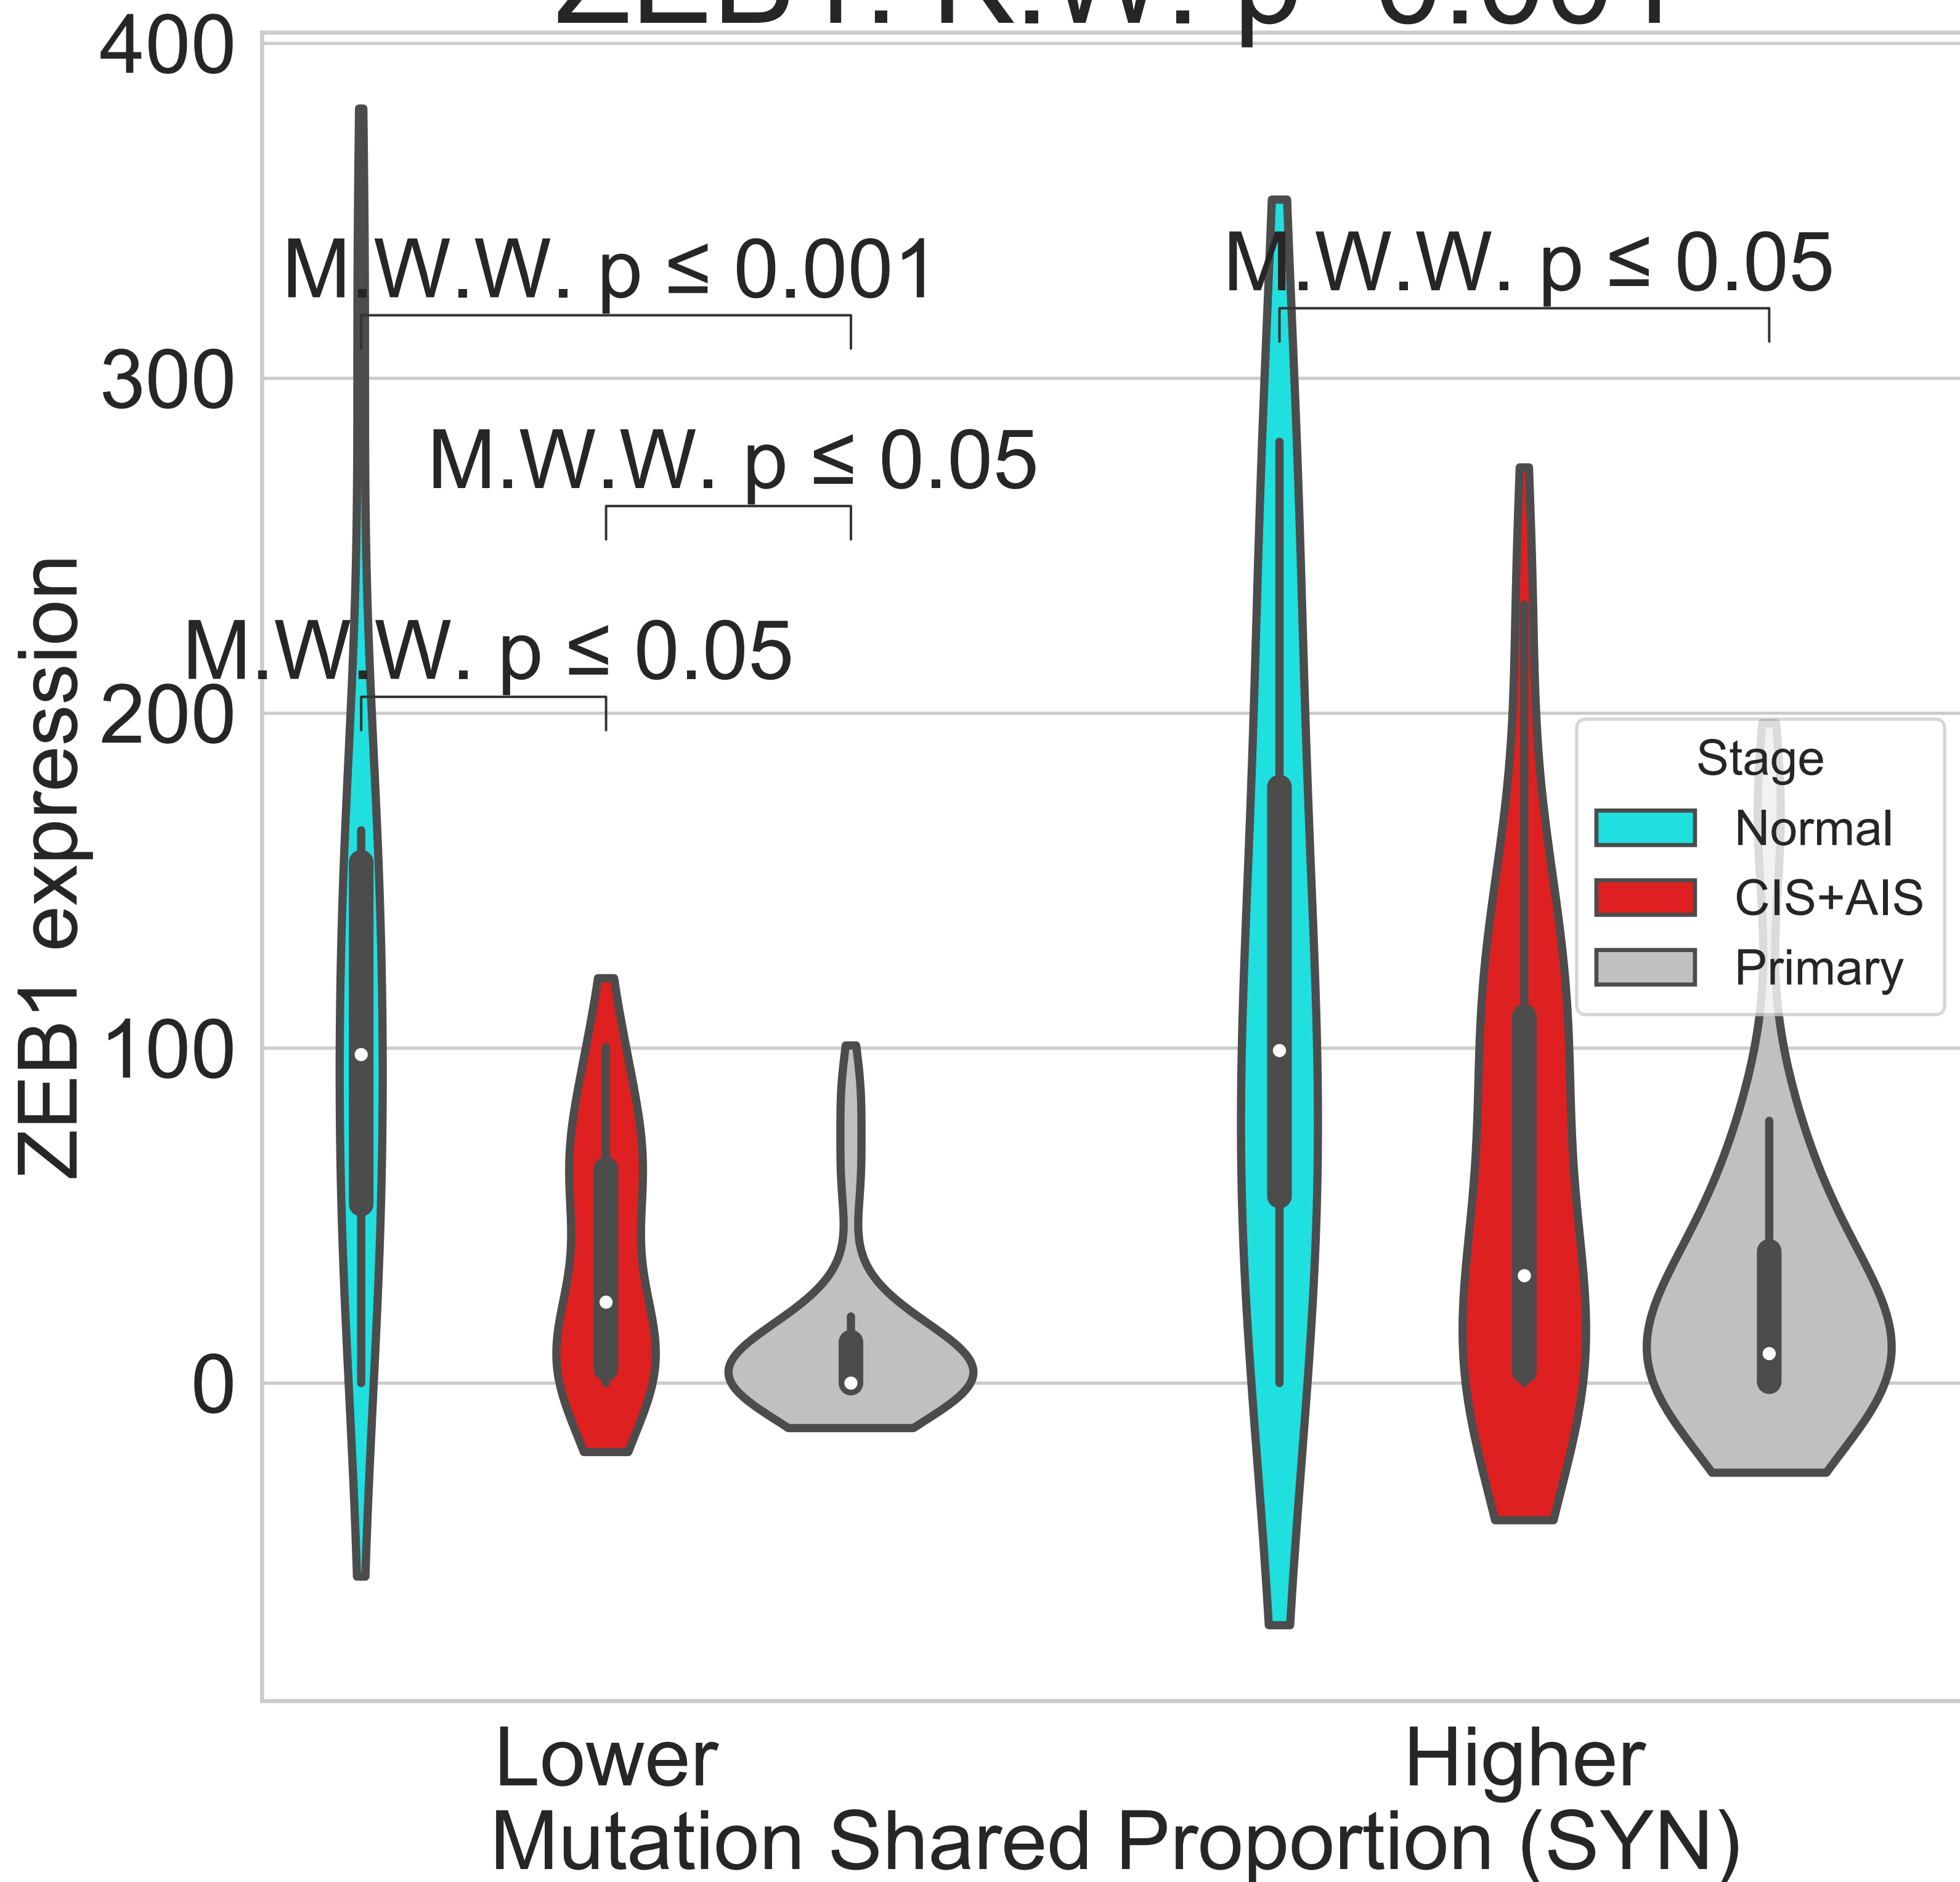 ZEB1: K.W. p
400
300
200
100
0
ZEB1 expression
M.W.W. p ≤ 0.001
M.W.W. p ≤ 0.05
M.W.W. p ≤ 0.05
M.W.W. p ≤ 0.05
Stage
Normal
CIS+AIS
Primary
Lower
Higher
Mutation Shared Proportion (SYN)